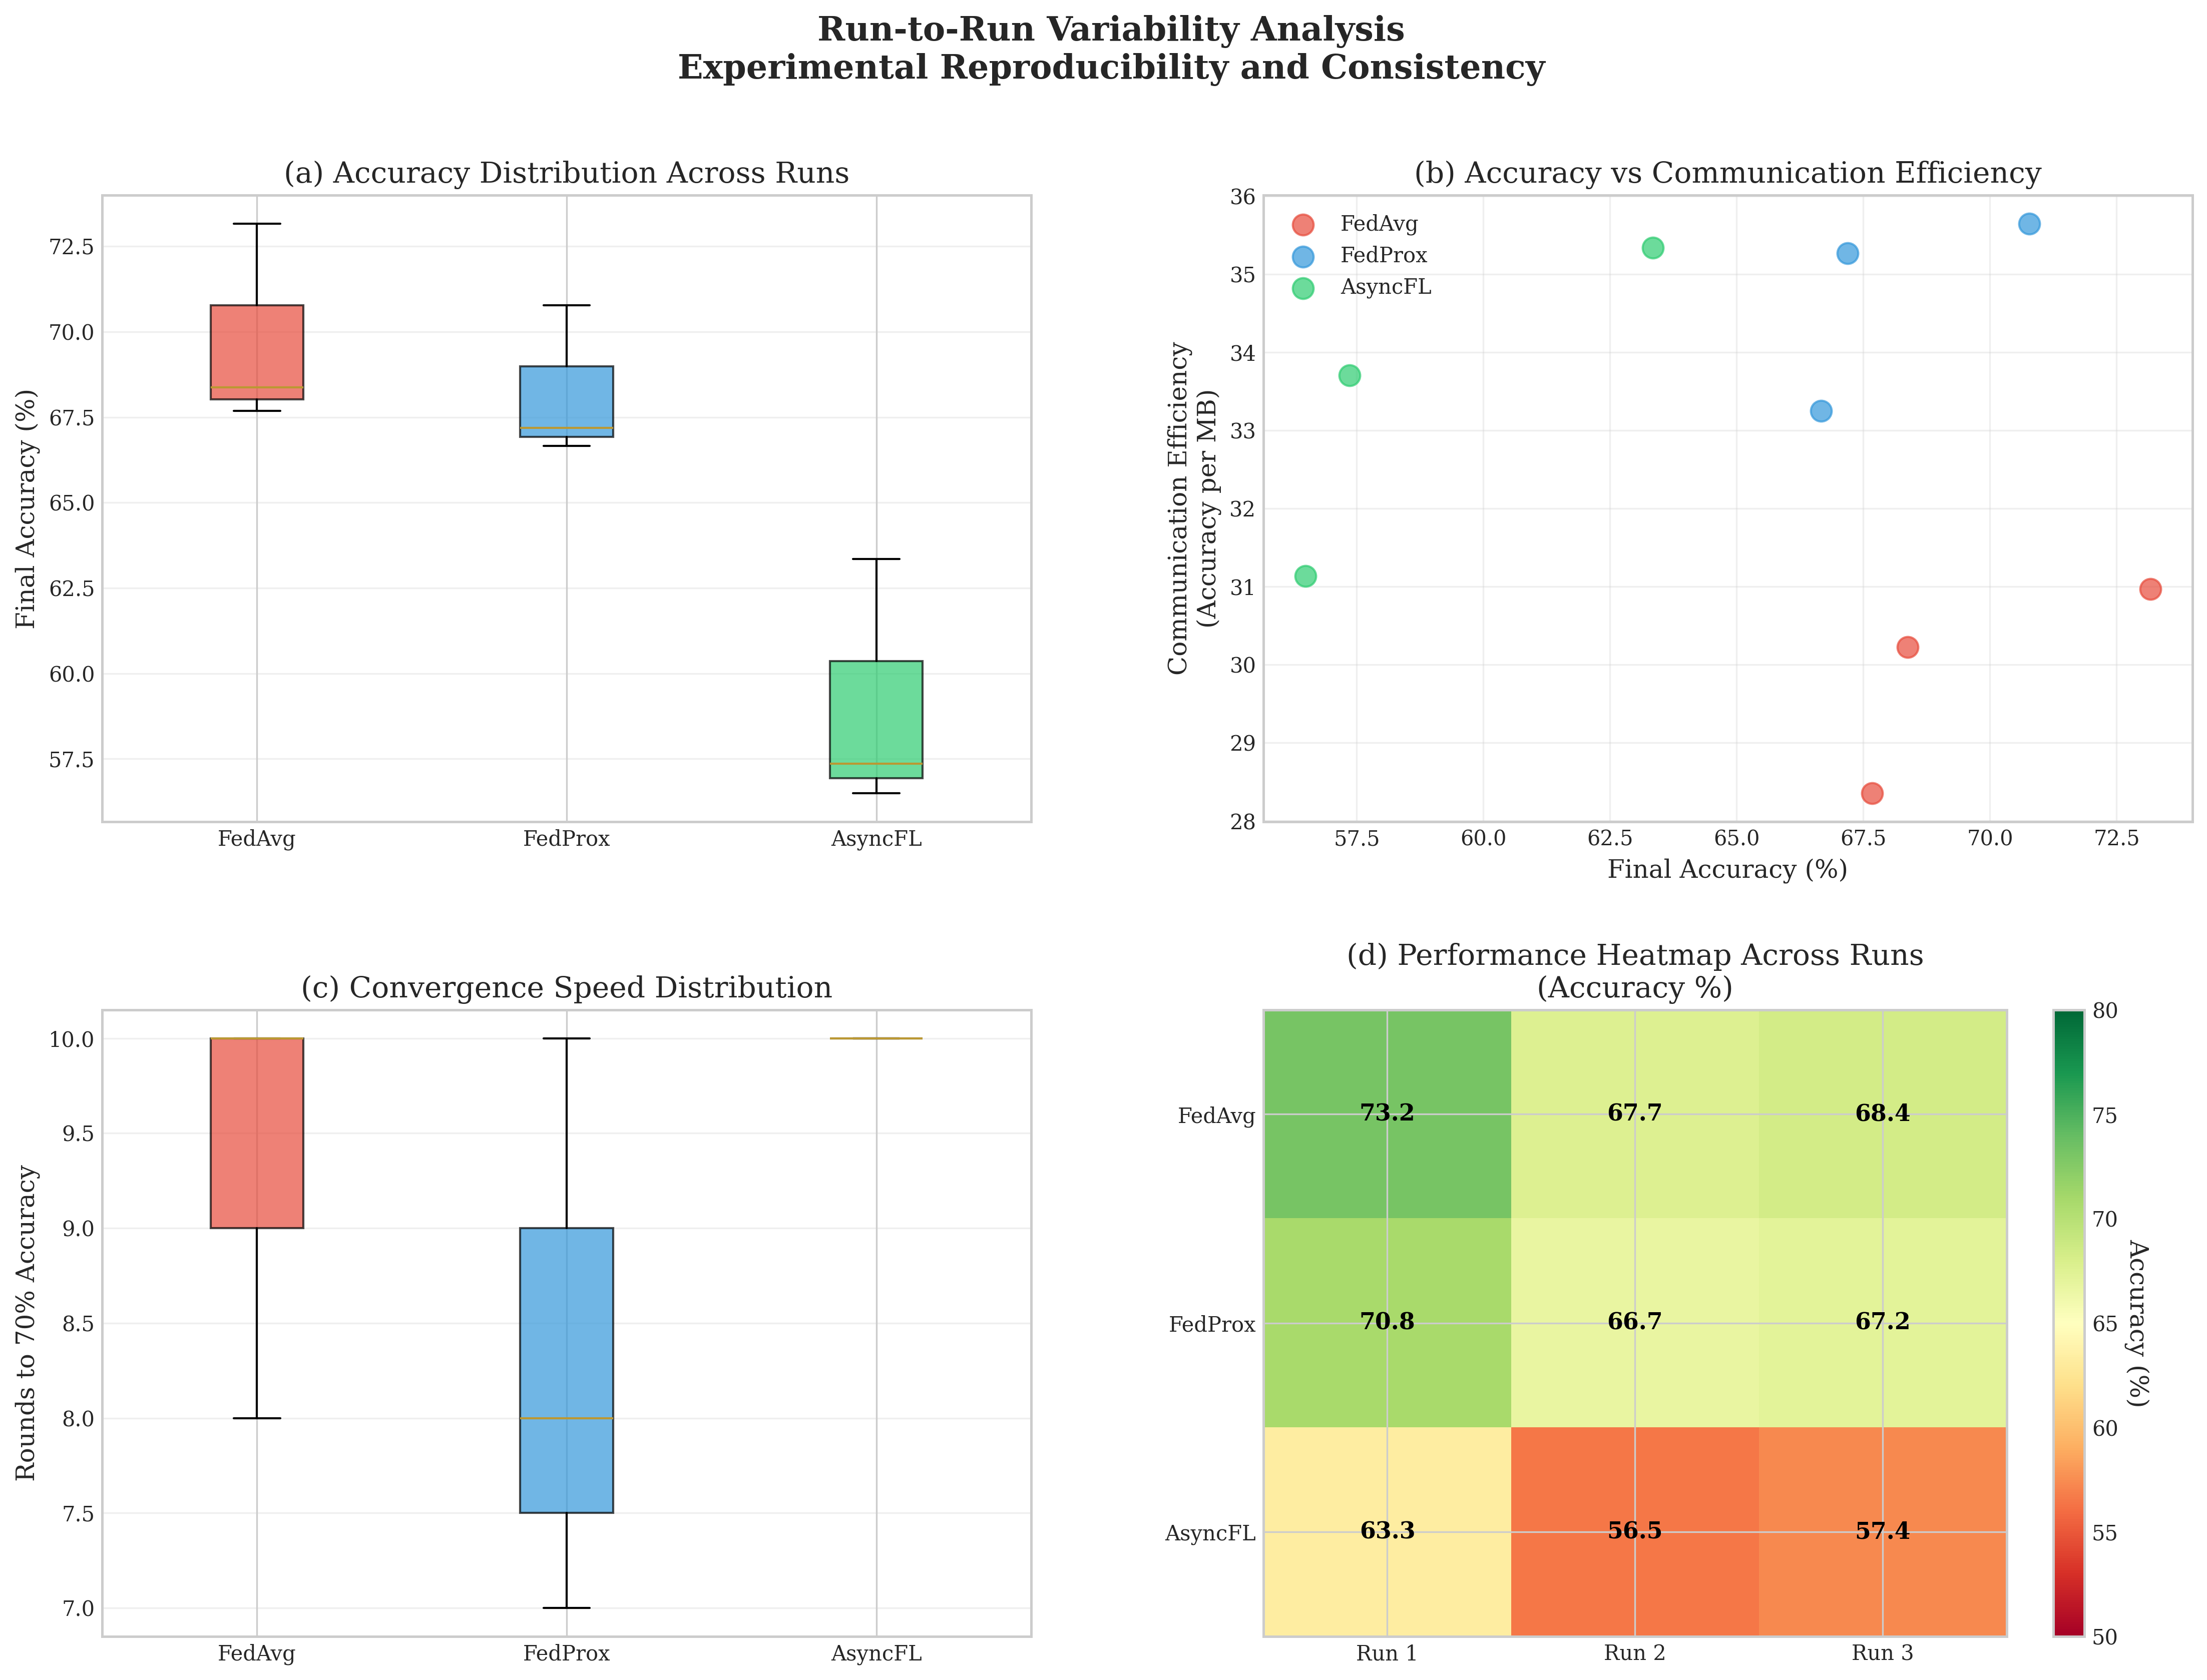 Run-to-Run Variability Analysis
Experimental Reproducibility and Consistency
(a) Accuracy Distribution Across Runs
Final Accuracy (%)
72.5
70.0
67.5
65.0
62.5
60.0
57.5
FedAvg
FedProx
AsyncFL
(b) Accuracy vs Communication Efficiency
Communication Efficiency
(Accuracy per MB)
36
35
34
33
32
31
30
29
28
FedAvg
FedProx
AsyncFL
57.5
60.0
62.5
65.0
67.5
70.0
72.5
Final Accuracy (%)
(c) Convergence Speed Distribution
Rounds to 70% Accuracy
10.0
9.5
9.0
8.5
8.0
7.5
7.0
FedAvg
FedProx
AsyncFL
(d) Performance Heatmap Across Runs
(Accuracy %)
FedAvg
73.2
67.7
68.4
FedProx
70.8
66.7
67.2
AsyncFL
63.3
56.5
57.4
Run 1
Run 2
Run 3
80
75
70
65
60
55
50
Accuracy (%)